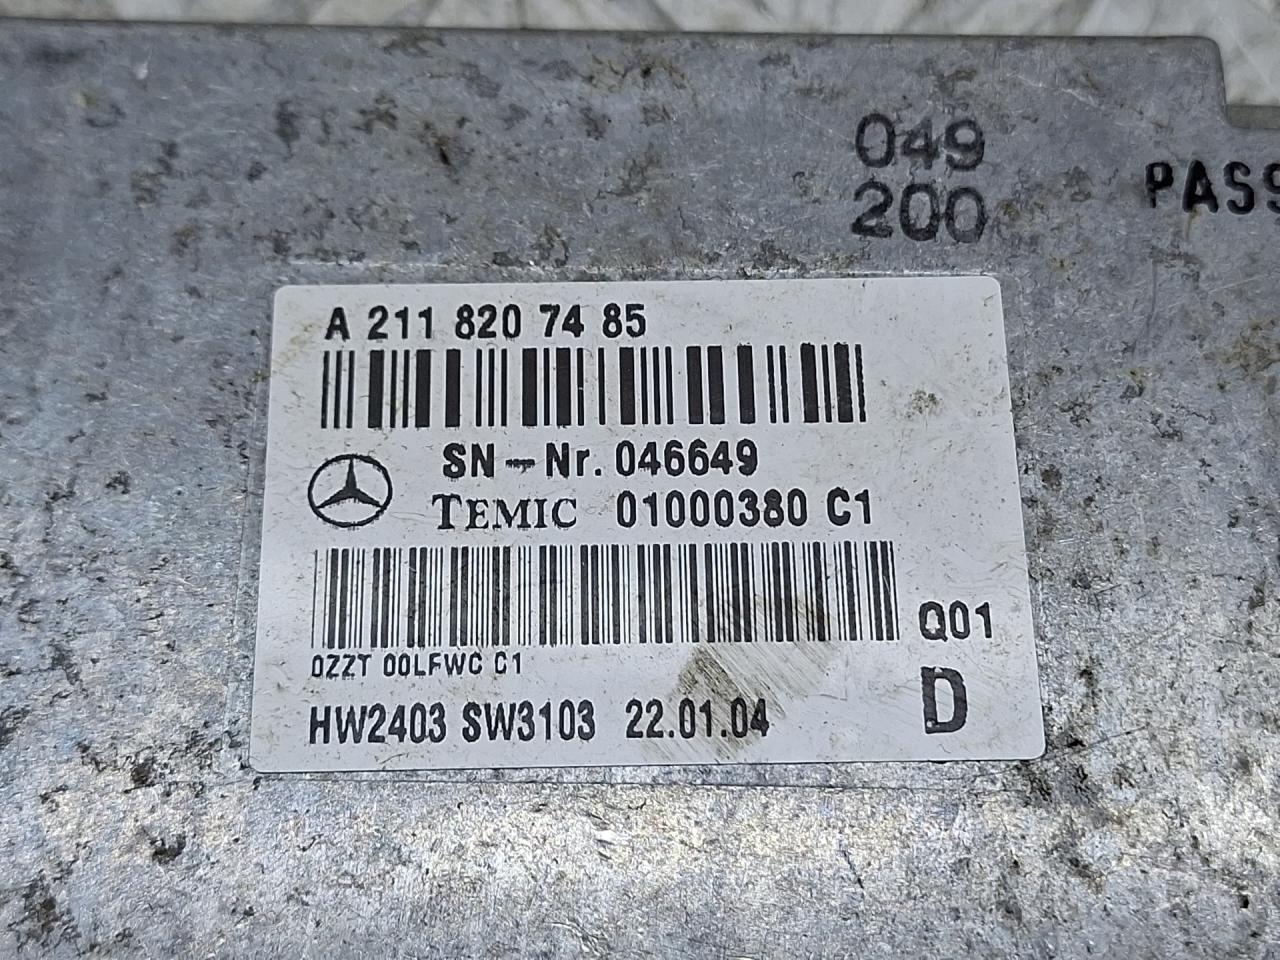 049
200
PASS
A 211 820 74 85
SN-Nr. 046649
TEMIC 01000380 C1
Q01
0ZZT 00LFWC C1
D
HW2403 SW3103 22.01.04